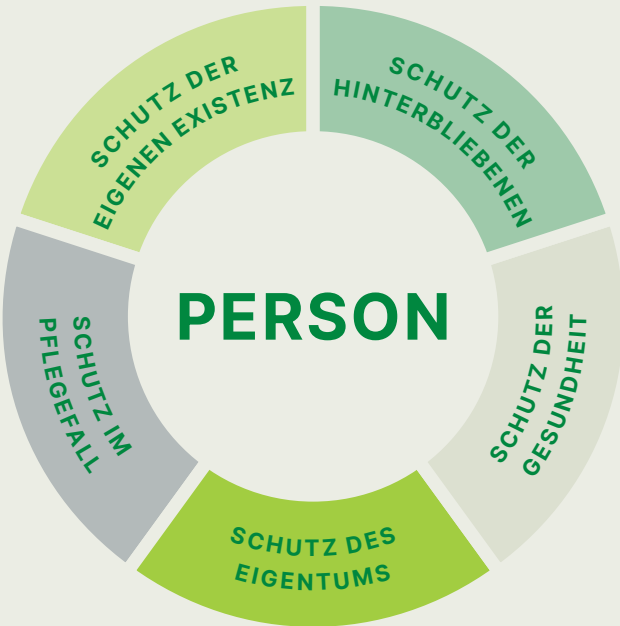 SCHUTZ DER
EIGENEN EXISTENZ
SCHUTZ DER
HINTERBLIEBENEN
PERSON
SCHUTZ IM
PFLEGEFALL
SCHUTZ DER
GESUNDHEIT
SCHUTZ DES
EIGENTUMS